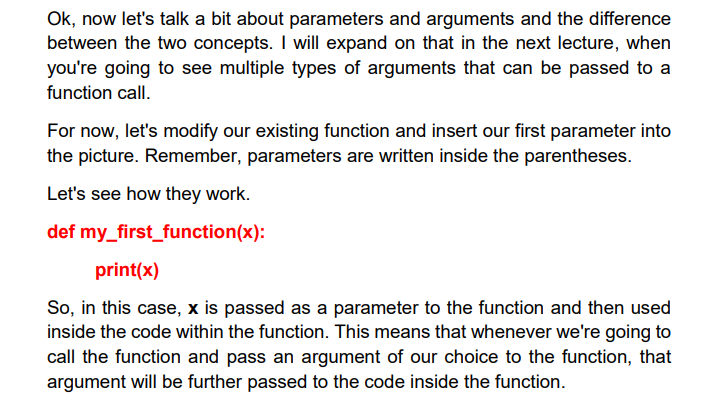 Ok, now let's talk a bit about parameters and arguments and the difference
between the two concepts. I will expand on that in the next lecture, when
you're going to see multiple types of arguments that can be passed to a
function call.
For now, let's modify our existing function and insert our first parameter into
the picture. Remember, parameters are written inside the parentheses.
Let's see how they work.
def my_first_function(x):
print(x)
So, in this case, x is passed as a parameter to the function and then used
inside the code within the function. This means that whenever we're going to
call the function and pass an argument of our choice to the function, that
argument will be further passed to the code inside the function.